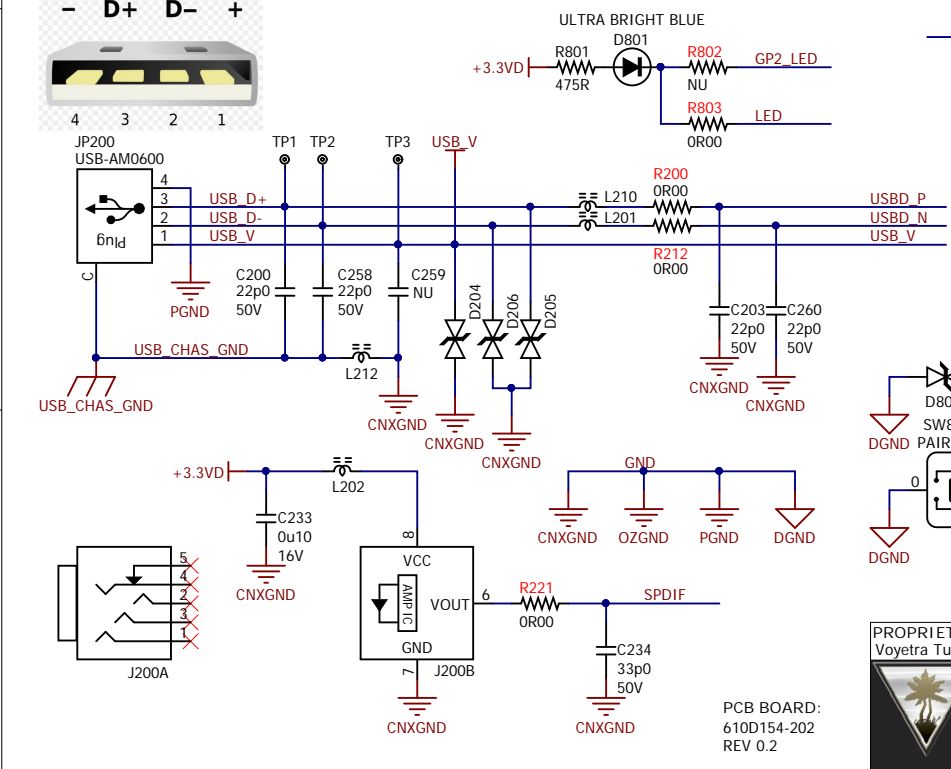 − D+ D− +
4 3 2 1
ULTRA BRIGHT BLUE
D801
R801
475R
+3.3VD
R802
NU
GP2_LED
R803
0R00
LED
JP200
USB-AM0600
TP1
TP2
TP3
USB_V
4
3
2
1
Plug
C
USB_D+
USB_D-
USB_V
L210
L201
R200
0R00
R212
0R00
USBD_P
USBD_N
USB_V
PGND
C200
22p0
50V
C258
22p0
50V
C259
NU
D204
D206
D205
C203
22p0
50V
C260
22p0
50V
USB_CHAS_GND
L212
USB_CHAS_GND
CNXGND
CNXGND
CNXGND
CNXGND
CNXGND
D80
DGND
SW8
PAIR
0
DGND
+3.3VD
L202
C233
0u10
16V
CNXGND
GND
CNXGND
OZGND
PGND
DGND
5
4
2
3
1
J200A
8
VCC
AMP IC
VOUT
6
GND
7
J200B
CNXGND
R221
0R00
SPDIF
C234
33p0
50V
CNXGND
PCB BOARD:
610D154-202
REV 0.2
PROPRIET
Voyetra Tu